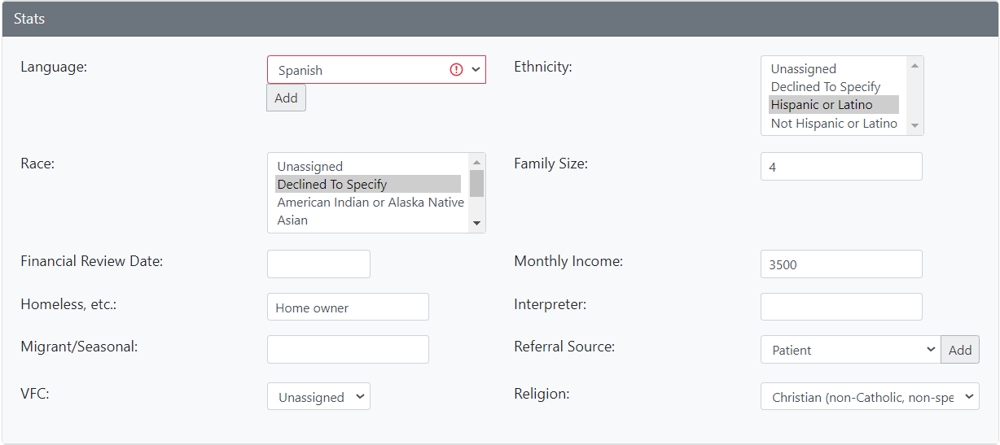 Stats
Language:
Spanish
Add
Ethnicity:
Unassigned
Declined To Specify
Hispanic or Latino
Not Hispanic or Latino
Race:
Unassigned
Declined To Specify
American Indian or Alaska Native
Asian
Family Size:
4
Financial Review Date:
Monthly Income:
3500
Homeless, etc.:
Home owner
Interpreter:
Migrant/Seasonal:
Referral Source:
Patient
Add
VFC:
Unassigned
Religion:
Christian (non-Catholic, non-spe